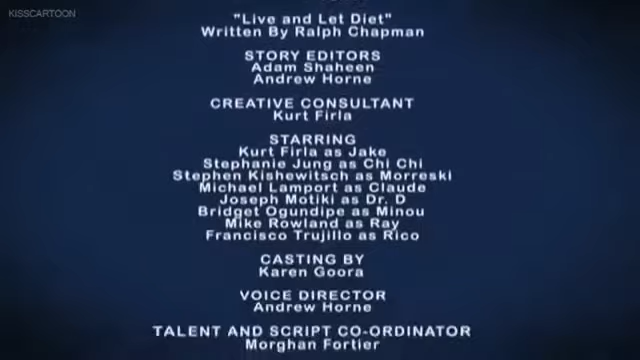 KISSCARTOON
"Live and Let Diet"
Written By Ralph Chapman
STORY EDITORS
Adam Shaheen
Andrew Horne
CREATIVE CONSULTANT
Kurt Firla
STARRING
Kurt Firla as Jake
Stephanie Jung as Chi Chi
Stephen Kishewitsch as Morreski
Michael Lamport as Claude
Joseph Motiki as Dr. D
Bridget Ogundipe as Minou
Mike Rowland as Ray
Francisco Trujillo as Rico
CASTING BY
Karen Goora
VOICE DIRECTOR
Andrew Horne
TALENT AND SCRIPT CO-ORDINATOR
Morghan Fortier